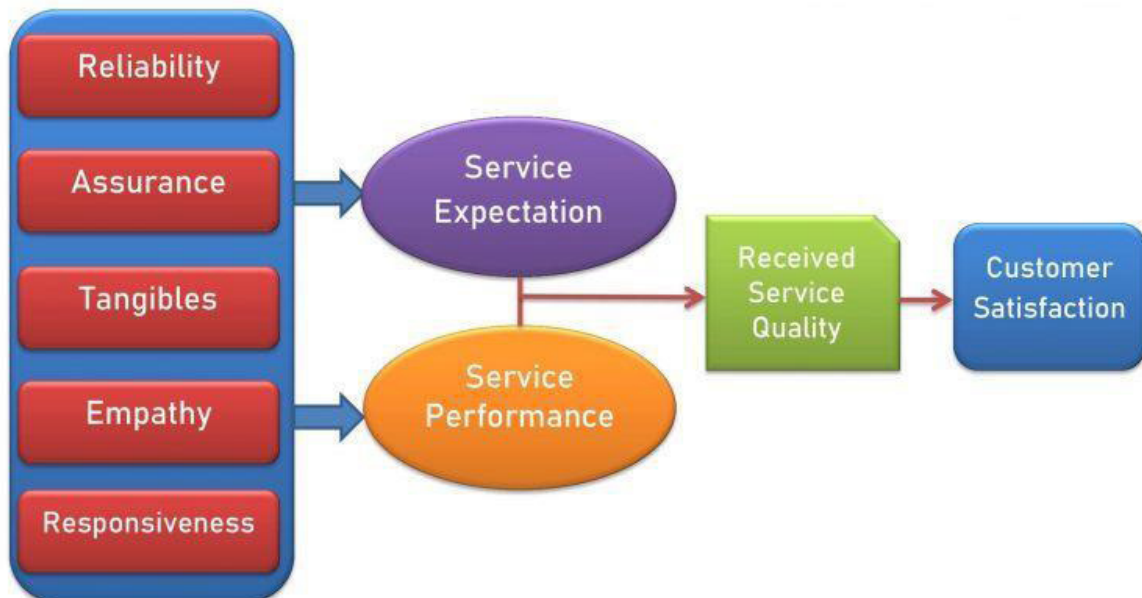 Reliability
Assurance
Tangibles
Empathy
Responsiveness
Service
Expectation
Service
Performance
Received
Service
Quality
Customer
Satisfaction